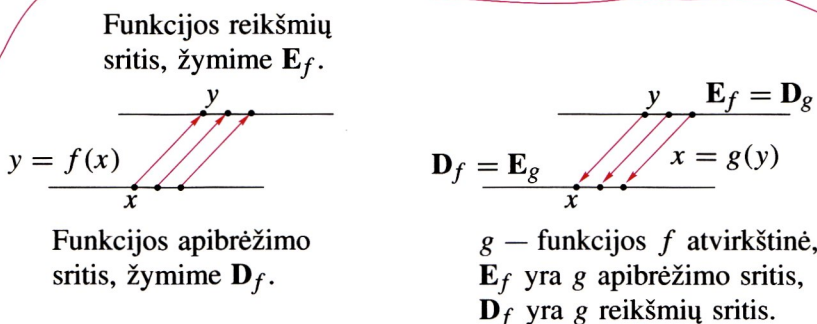 Funkcijos reikšmių
sritis, žymime E_f.
y
y = f(x)
x
Funkcijos apibrėžimo
sritis, žymime D_f.
y
E_f = D_g
D_f = E_g
x = g(y)
x
g — funkcijos f atvirkštinė,
E_f yra g apibrėžimo sritis,
D_f yra g reikšmių sritis.